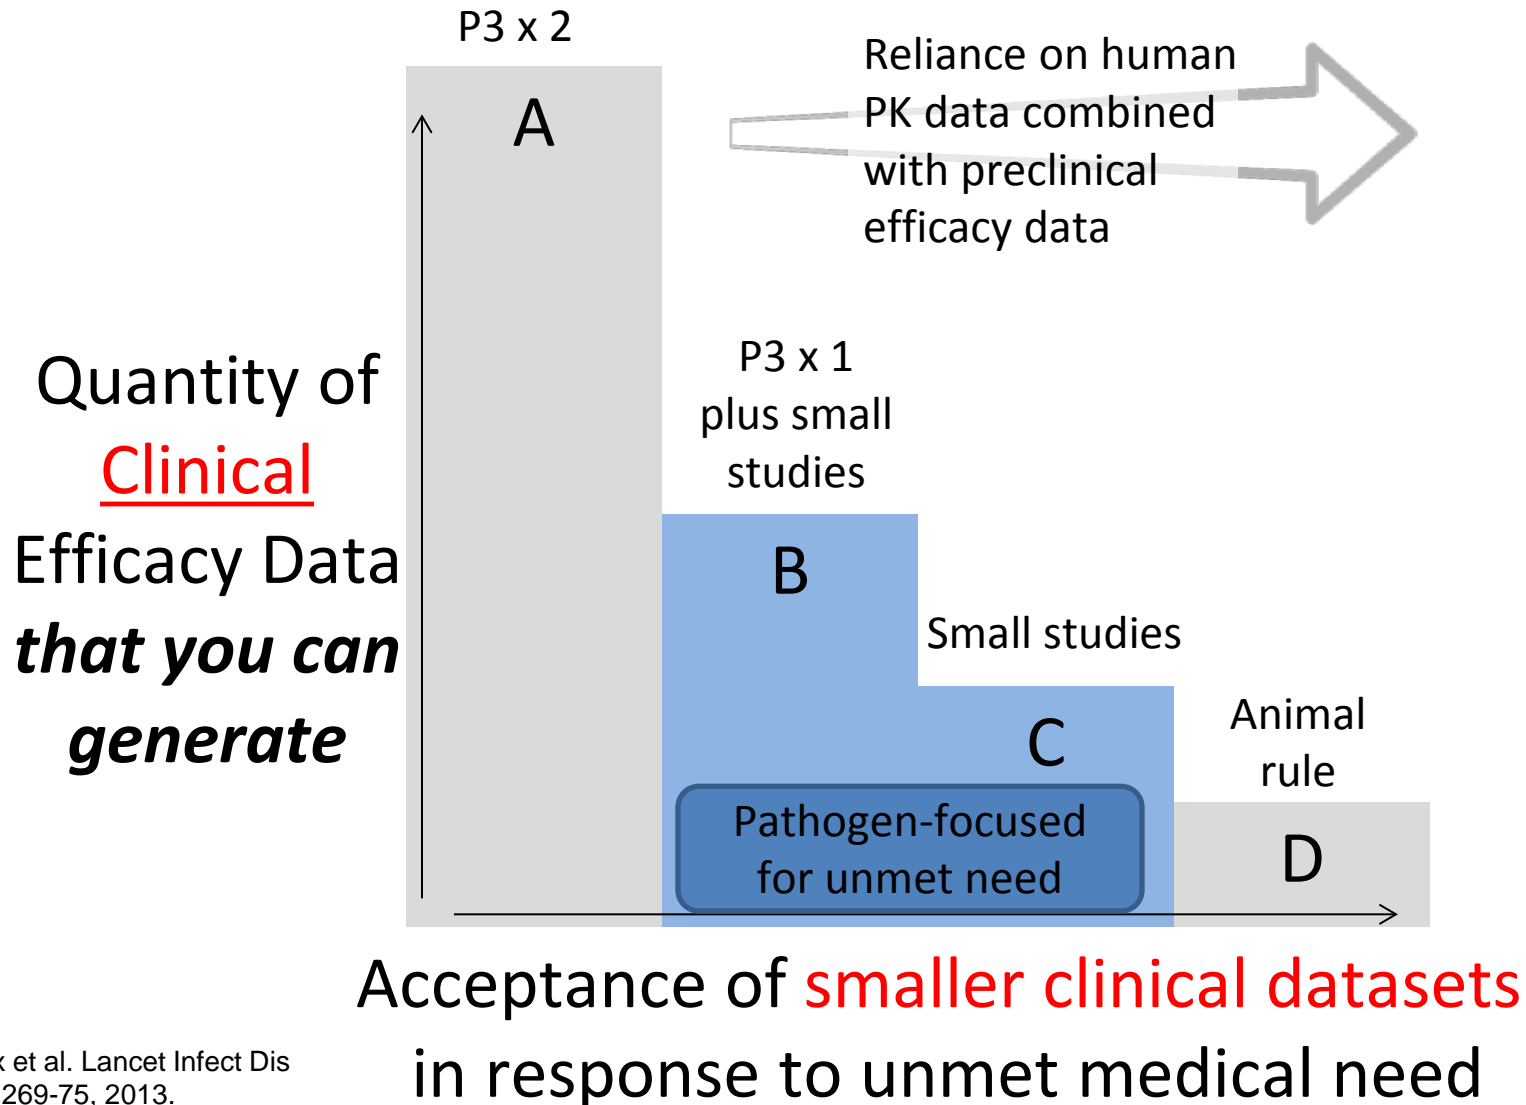 P3 x 2
A
Reliance on human
PK data combined
with preclinical
efficacy data
Quantity of
Clinical
Efficacy Data
that you can
generate
P3 x 1
plus small
studies
B
Small studies
C
Animal
rule
D
Pathogen-focused
for unmet need
Acceptance of smaller clinical datasets
in response to unmet medical need
et al. Lancet Infect Dis
269-75, 2013.